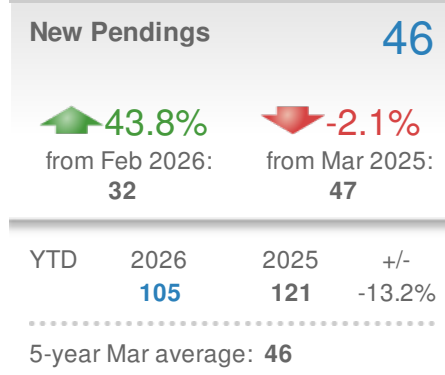 New Pendings 46
43.8% -2.1%
from Feb 2026: from Mar 2025:
32 47
YTD 2026 2025 +/-
105 121 -13.2%
5-year Mar average: 46